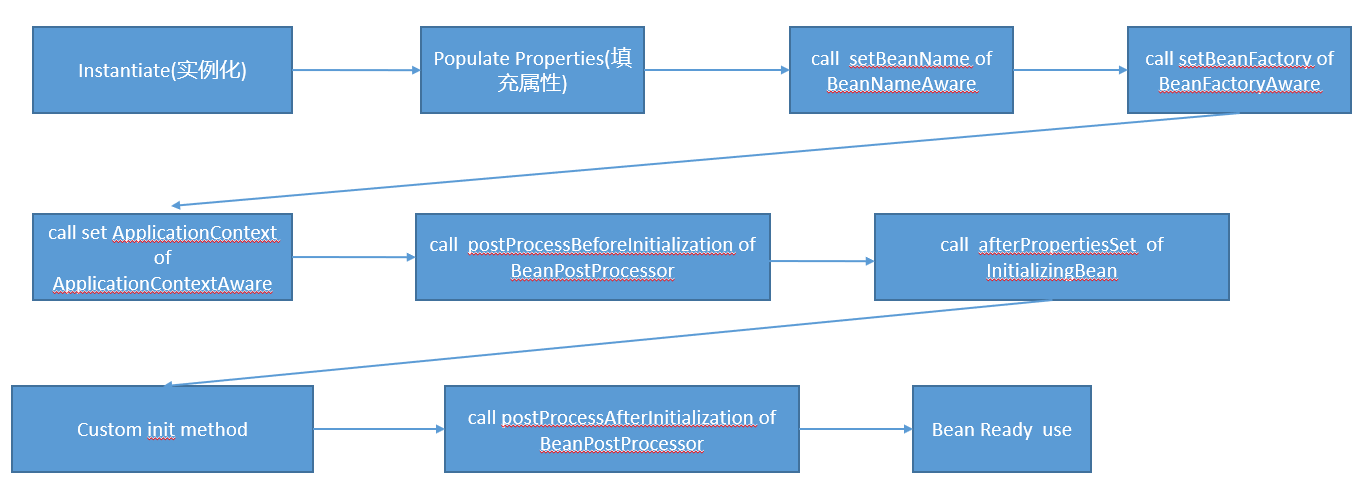 Instantiate(实例化)
Populate Properties(填
充属性)
call  setBeanName of
BeanNameAware
call setBeanFactory of
BeanFactoryAware
call set ApplicationContext
of
ApplicationContextAware
call  postProcessBeforeInitialization of
BeanPostProcessor
call  afterPropertiesSet  of
InitializingBean
Custom init method
call postProcessAfterInitialization of
BeanPostProcessor
Bean Ready  use